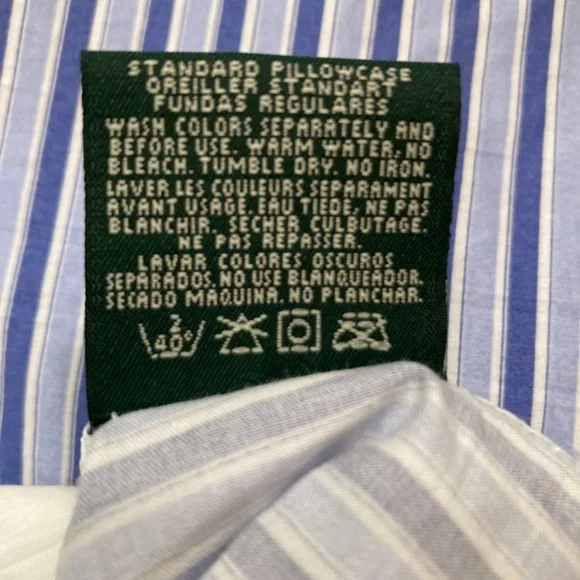 STANDARD PILLOWCASE
OREILLER STANDART
FUNDAS REGULARES
WASH COLORS SEPARATELY AND
BEFORE USE. WARM WATER, NO
BLEACH. TUMBLE DRY. NO IRON.
LAVER LES COULEURS SEPARAMENT
AVANT USAGE. EAU TIEDE, NE PAS
BLANCHIR. SECHER CULBUTAGE.
NE PAS REPASSER.
LAVAR COLORES OSCUROS
SEPARADOS. NO USE BLANQUEADOR.
SECADO MAQUINA. NO PLANCHAR.
2
40°